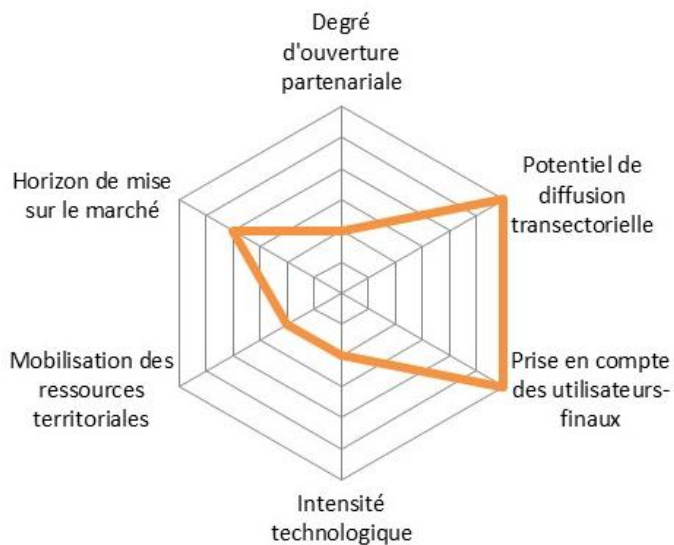 Degré
d'ouverture
partenariale
Potentiel de
diffusion
transectorielle
Prise en compte
des utilisateurs-
finaux
Intensité
technologique
Mobilisation des
ressources
territoriales
Horizon de mise
sur le marché